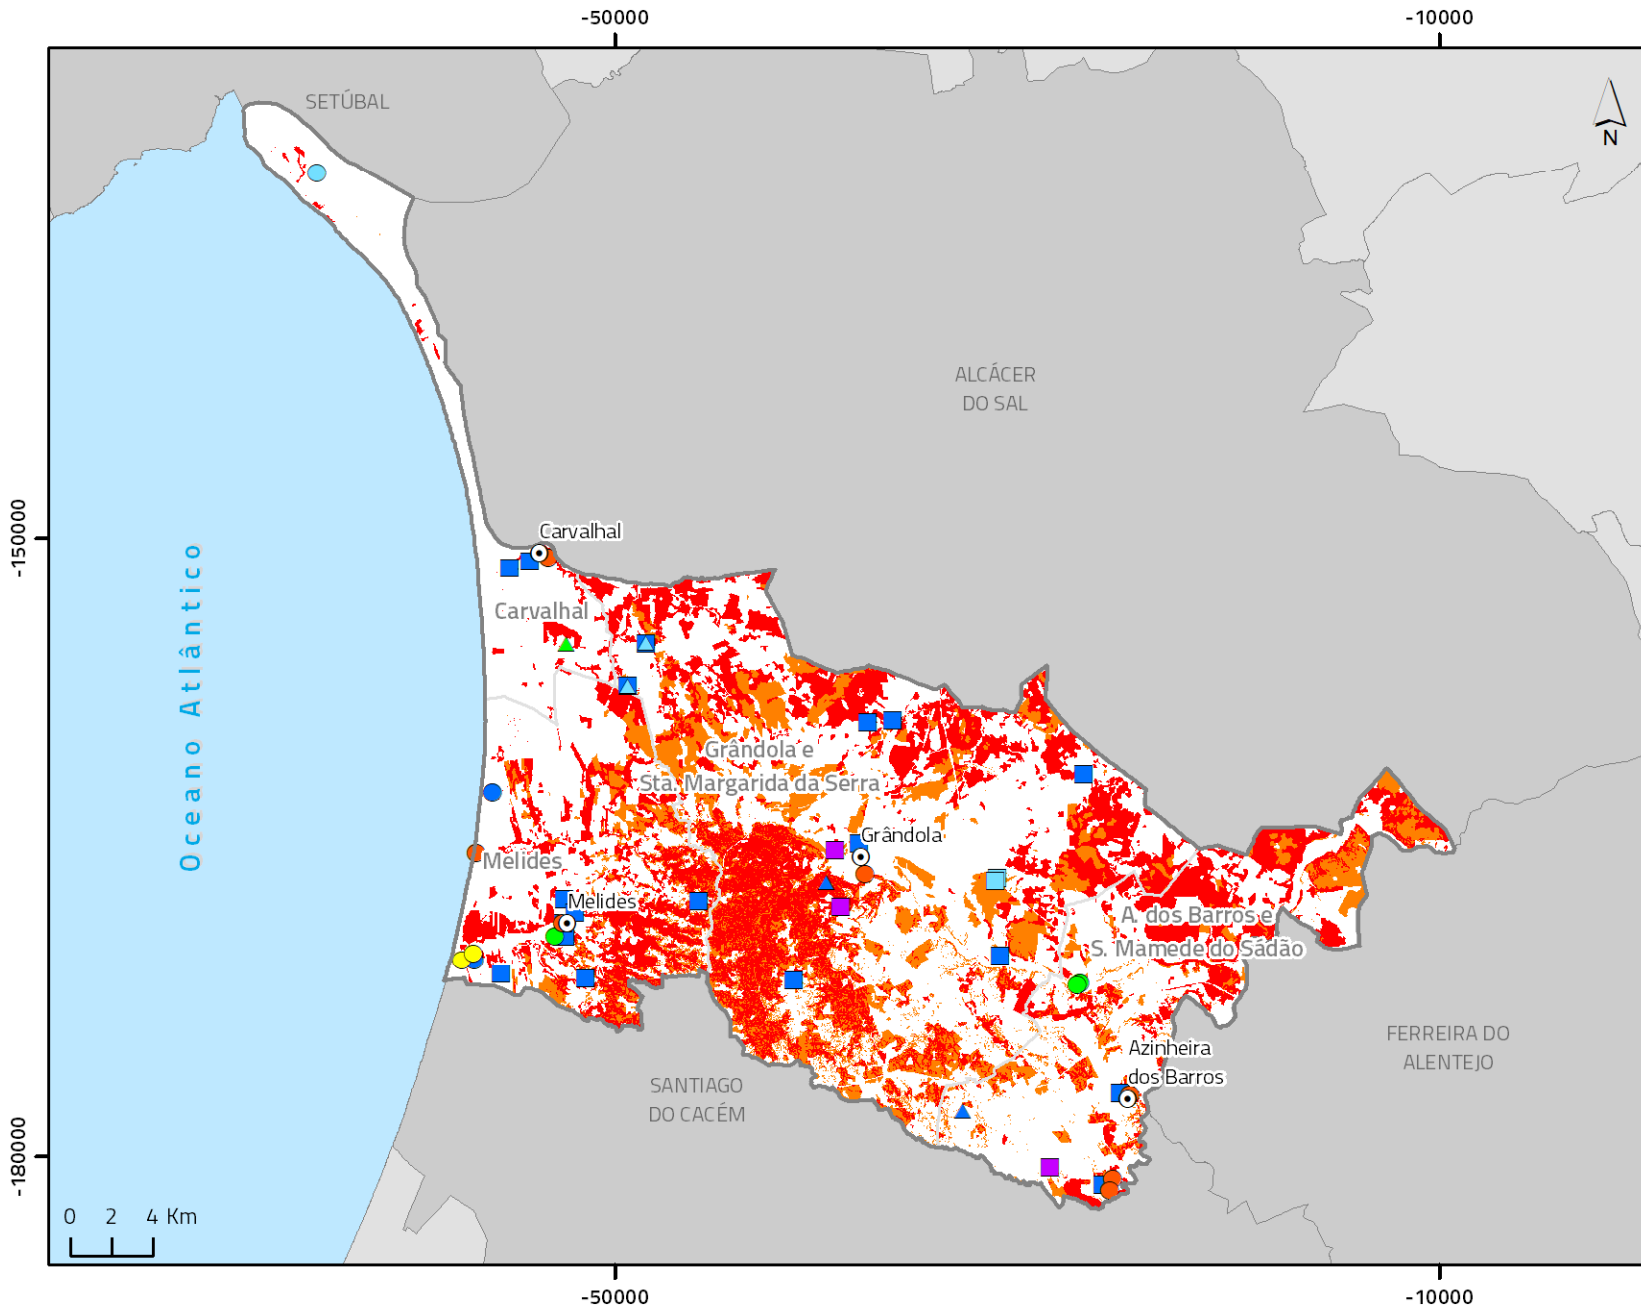 -50000
-10000
SETÚBAL
N
ALCÁCER
DO SAL
-150000
Carvalhal
Oceano Atlântico
Carvalhal
Grândola e
Sta. Margarida da Serra
Grândola
Melides
Melides
A. dos Barros e
S. Mamede do Sádão
FERREIRA DO
ALENTEJO
Azinheira
dos Barros
SANTIAGO
DO CACÉM
-180000
0 2 4 Km
-50000
-10000